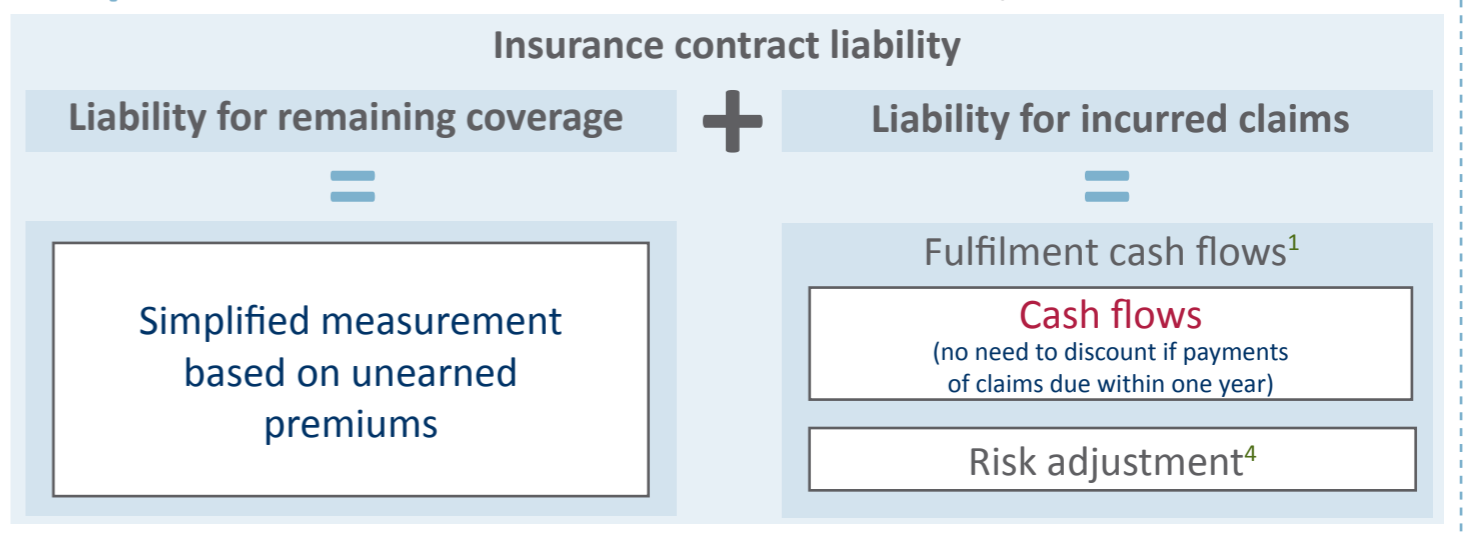 Insurance contract liability
Liability for remaining coverage
+
Liability for incurred claims
=
=
Simplified measurement
based on unearned
premiums
Fulfilment cash flows1
Cash flows
(no need to discount if payments
of claims due within one year)
Risk adjustment4